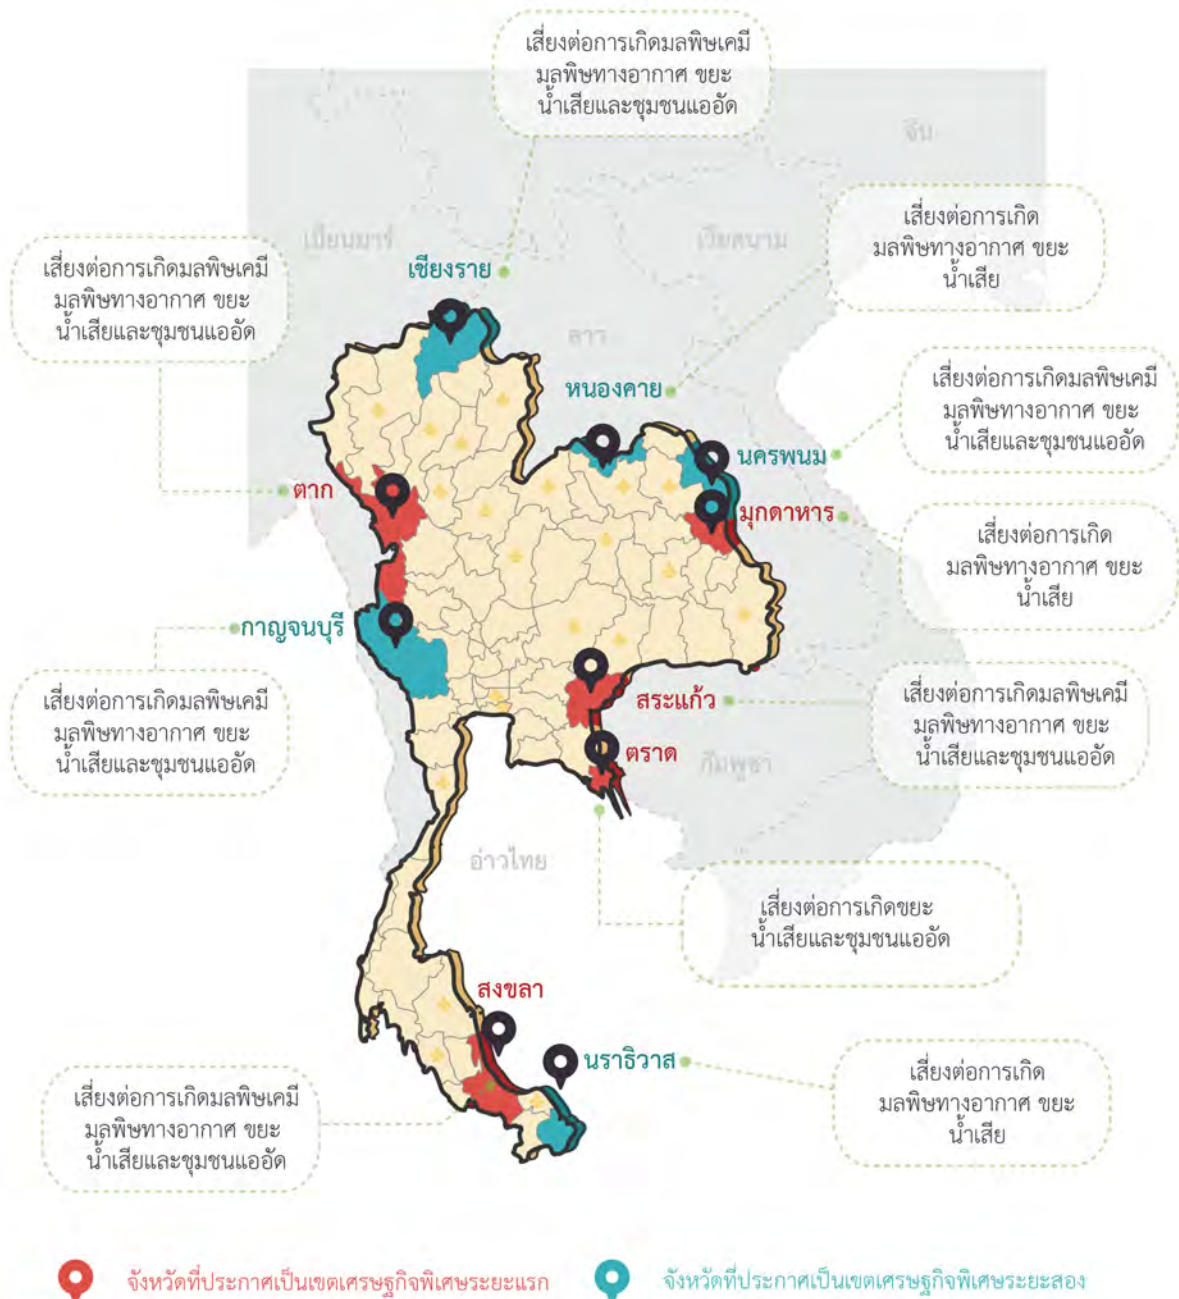 เสี่ยงต่อการเกิดมลพิษเคมี
มลพิษทางอากาศ ขยะ
น้ำเสียและชุมชนแออัด
จีน
เมียนมาร์
เวียดนาม
เสี่ยงต่อการเกิด
มลพิษทางอากาศ ขยะ
น้ำเสีย
เสี่ยงต่อการเกิดมลพิษเคมี
มลพิษทางอากาศ ขยะ
น้ำเสียและชุมชนแออัด
เชียงราย
ลาว
หนองคาย
เสี่ยงต่อการเกิดมลพิษเคมี
มลพิษทางอากาศ ขยะ
น้ำเสียและชุมชนแออัด
นครพนม
ตาก
มุกดาหาร
เสี่ยงต่อการเกิด
มลพิษทางอากาศ ขยะ
น้ำเสีย
กาญจนบุรี
เสี่ยงต่อการเกิดมลพิษเคมี
มลพิษทางอากาศ ขยะ
น้ำเสียและชุมชนแออัด
สระแก้ว
เสี่ยงต่อการเกิดมลพิษเคมี
มลพิษทางอากาศ ขยะ
น้ำเสียและชุมชนแออัด
ตราด
กัมพูชา
อ่าวไทย
เสี่ยงต่อการเกิดขยะ
น้ำเสียและชุมชนแออัด
สงขลา
นราธิวาส
เสี่ยงต่อการเกิด
มลพิษทางอากาศ ขยะ
น้ำเสีย
เสี่ยงต่อการเกิดมลพิษเคมี
มลพิษทางอากาศ ขยะ
น้ำเสียและชุมชนแออัด
จังหวัดที่ประกาศเป็นเขตเศรษฐกิจพิเศษระยะแรก
จังหวัดที่ประกาศเป็นเขตเศรษฐกิจพิเศษระยะสอง